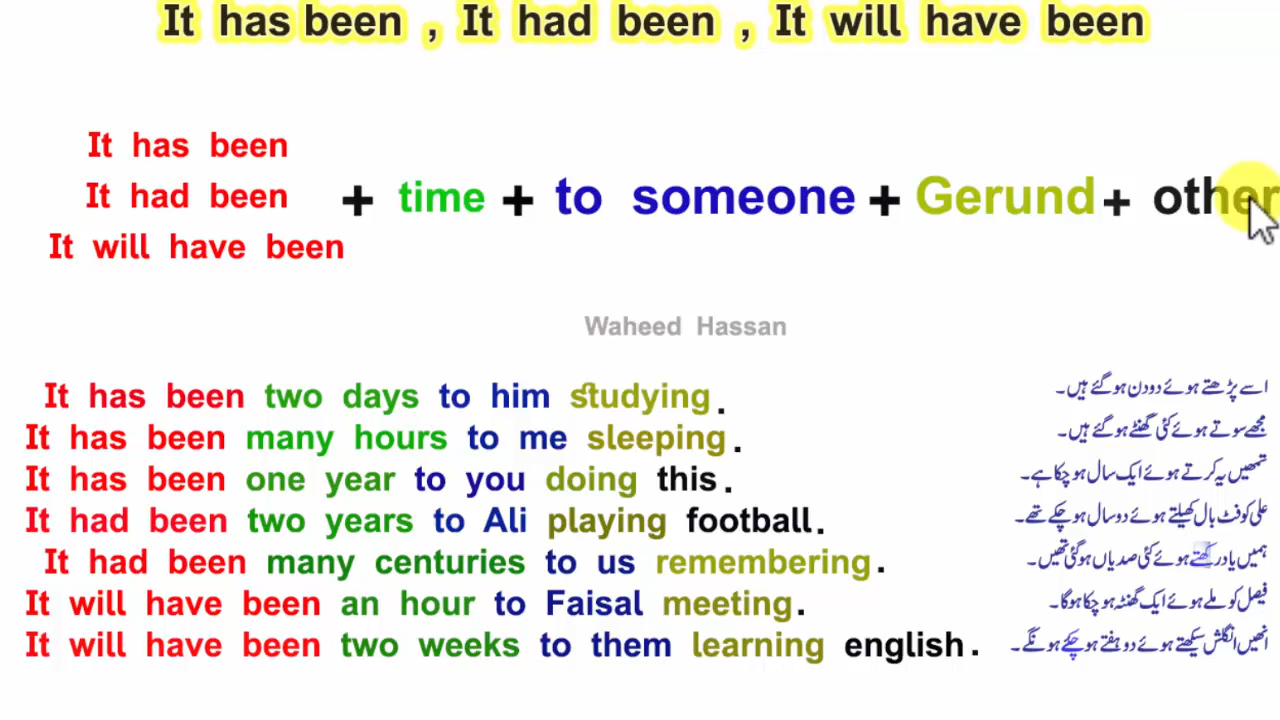 It has been , It had been , It will have been
It has been
It had been
It will have been
+ time + to someone + Gerund + other
Waheed Hassan
It has been two days to him studying .
اسے پڑھتے ہوئے دو دن ہو گئے ہیں۔
It has been many hours to me sleeping .
مجھے سوتے ہوئے کئی گھنٹے ہو گئے ہیں۔
It has been one year to you doing this .
تمھیں یہ کرتے ہوئے ایک سال ہو چکا ہے۔
It had been two years to Ali playing football .
علی کو فٹ بال کھیلتے ہوئے دو سال ہو چکے تھے۔
It had been many centuries to us remembering .
ہمیں یاد رکھتے ہوئے کئی صدیاں ہو گئی تھیں۔
It will have been an hour to Faisal meeting .
فیصل کو ملے ہوئے ایک گھنٹہ ہو چکا ہو گا۔
It will have been two weeks to them learning english .
انھیں انگلش سیکھتے ہوئے دو ہفتے ہو چکے ہونگے۔